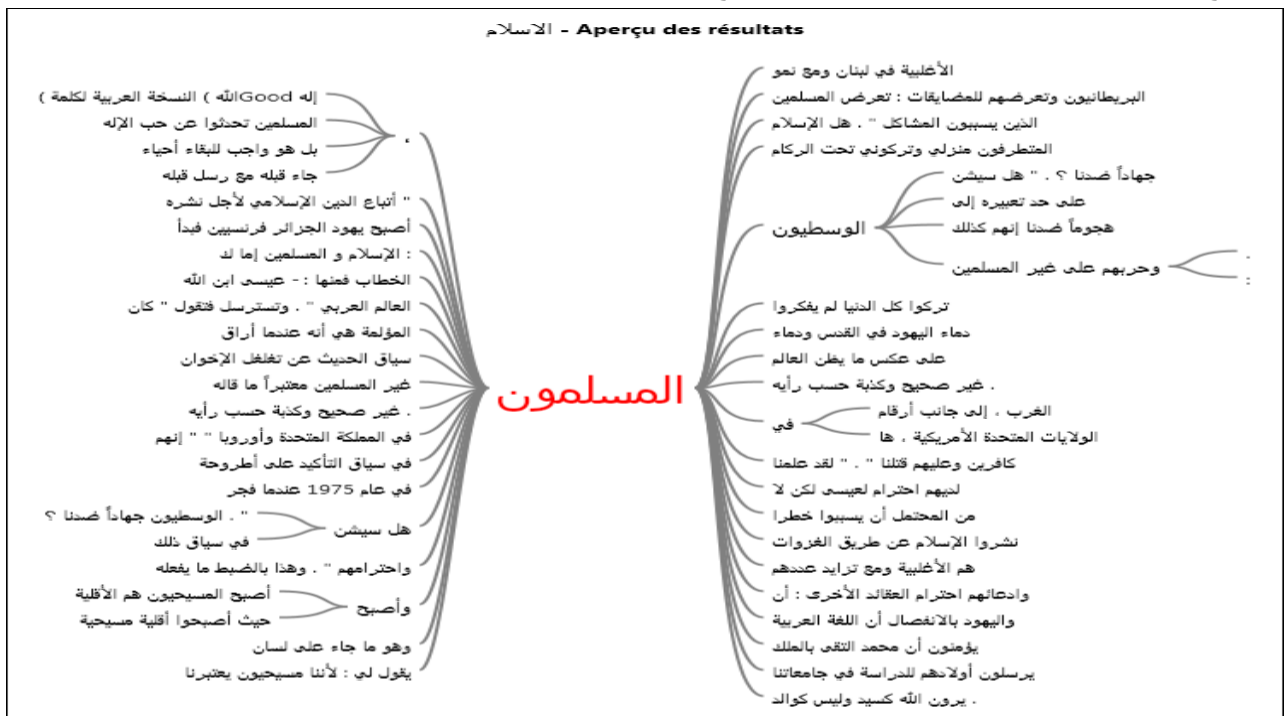 الاسلام - Aperçu des résultats
الأغلبية في لبنان ومع نمو
البريطانيون وتعرضهم للمضايقات : تعرض المسلمين
الذين يسببون المشاكل " . هل الإسلام
المتطرفون منزلي وتركوني تحت الركام
الوسطيون
جهاداً ضدنا ؟ . " هل سيشن
على حد تعبيره إلى
هجوماً ضدنا إنهم كذلك
وحربهم على غير المسلمين
.
:
تركوا كل الدنيا لم يفكروا
دماء اليهود في القدس ودماء
على عكس ما يظن العالم
. غير صحيح وكذبة حسب رأيه
في
الغرب ، إلى جانب أرقام
الولايات المتحدة الأمريكية ، ها
كافرين وعليهم قتلنا " . " لقد علمنا
لديهم احترام لعيسى لكن لا
من المحتمل أن يسببوا خطرا
نشروا الإسلام عن طريق الغزوات
هم الأغلبية ومع تزايد عددهم
وادعائهم احترام العقائد الأخرى : أن
واليهود بالانفصال أن اللغة العربية
يؤمنون أن محمد التقى بالملك
يرسلون أولادهم للدراسة في جامعاتنا
. يرون الله كسيد وليس كوالد
المسلمون
،
إله Goodالله ) النسخة العربية لكلمة )
المسلمين تحدثوا عن حب الإله
بل هو واجب للبقاء أحياء
جاء قبله مع رسل قبله
" أتباع الدين الإسلامي لأجل نشره
أصبح يهود الجزائر فرنسيين فبدأ
: الإسلام و المسلمين إما لك
الخطاب فمنها : - عيسى ابن الله
العالم العربي " . وتسترسل فتقول " كان
المؤلمة هي أنه عندما أراق
سياق الحديث عن تغلغل الإخوان
غير المسلمين معتبراً ما قاله
. غير صحيح وكذبة حسب رأيه
في المملكة المتحدة وأوروبا " " إنهم
في سياق التأكيد على أطروحة
في عام 1975 عندما فجر
هل سيشن
" . الوسطيون جهاداً ضدنا ؟
في سياق ذلك
واحترامهم " . وهذا بالضبط ما يفعله
وأصبح
أصبح المسيحيون هم الأقلية
حيث أصبحوا أقلية مسيحية
وهو ما جاء على لسان
يقول لي : لأننا مسيحيون يعتبرنا